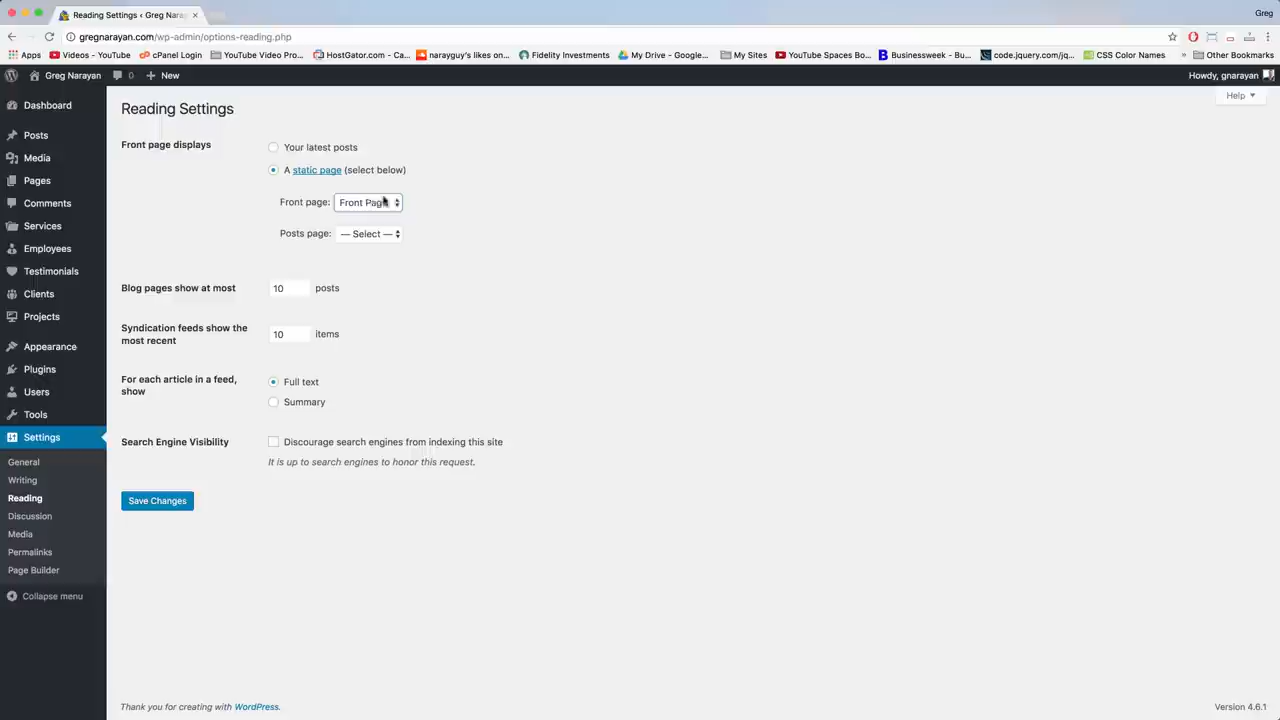 Reading Settings ‹ Greg Nara
Greg
gregnarayan.com/wp-admin/options-reading.php
Apps
Videos - YouTube
cPanel Login
YouTube Video Pro...
HostGator.com - Ca...
narayguy's likes on...
Fidelity Investments
My Drive - Google...
My Sites
YouTube Spaces Bo...
Businessweek - Bu...
code.jquery.com/jq...
CSS Color Names
»
Other Bookmarks
Greg Narayan
0
New
Howdy, gnarayan
Help
Dashboard
Posts
Media
Pages
Comments
Services
Employees
Testimonials
Clients
Projects
Appearance
Plugins
Users
Tools
Settings
General
Writing
Reading
Discussion
Media
Permalinks
Page Builder
Collapse menu
Reading Settings
Front page displays
Your latest posts
A static page (select below)
Front page: Front Page
Posts page: — Select —
Blog pages show at most
10 posts
Syndication feeds show the
most recent
10 items
For each article in a feed,
show
Full text
Summary
Search Engine Visibility
Discourage search engines from indexing this site
It is up to search engines to honor this request.
Save Changes
Thank you for creating with WordPress.
Version 4.6.1